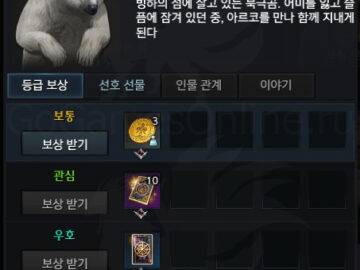 빙하의 섬에 살고 있는 북극곰. 어미를 잃고 슬
픔에 잠겨 있던 중, 아르코를 만나 함께 지내게
된다
등급 보상 선호 선물 인물 관계 이야기
보통
보상 받기
3
관심
보상 받기
10
우호
보상 받기